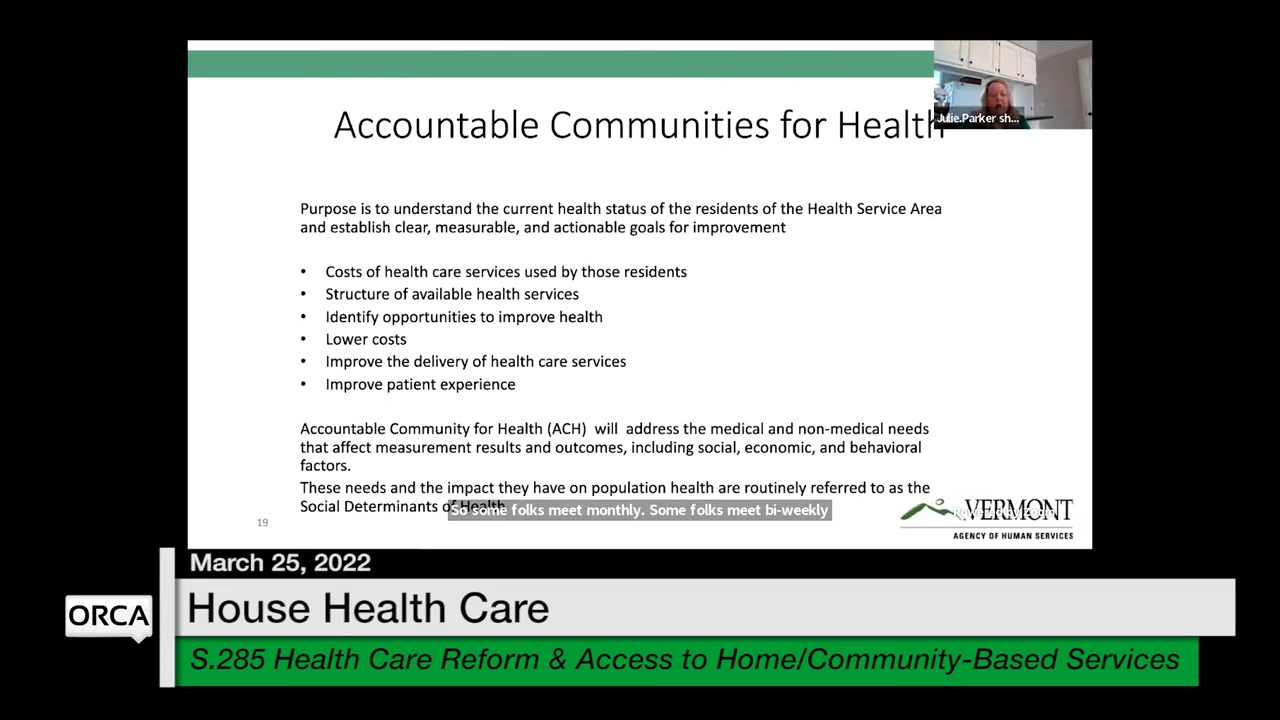 Accountable Communities for Health
Julie.Parker sh...
Purpose is to understand the current health status of the residents of the Health Service Area
and establish clear, measurable, and actionable goals for improvement
• Costs of health care services used by those residents
• Structure of available health services
• Identify opportunities to improve health
• Lower costs
• Improve the delivery of health care services
• Improve patient experience
Accountable Community for Health (ACH) will address the medical and non-medical needs
that affect measurement results and outcomes, including social, economic, and behavioral
factors.
These needs and the impact they have on population health are routinely referred to as the
Social Determinants of Health
So some folks meet monthly. Some folks meet bi-weekly
19
VERMONT
Powered by Zoom
AGENCY OF HUMAN SERVICES
March 25, 2022
ORCA
House Health Care
S.285 Health Care Reform & Access to Home/Community-Based Services